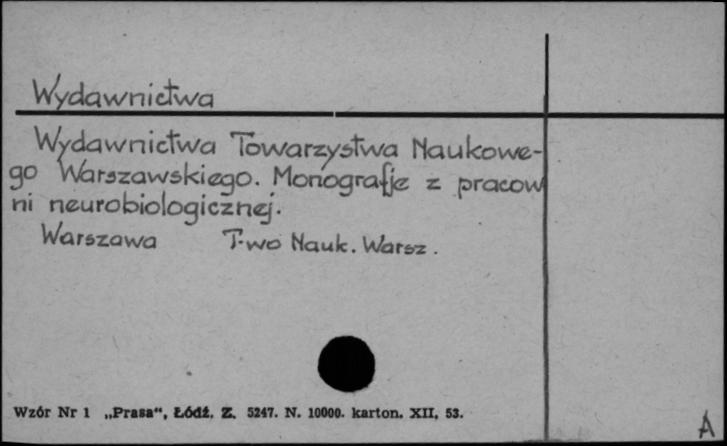 Wydawnictwa
Wydawnictwa Towarzystwa Naukowe-
go Warszawskiego. Monografje z pracow
ni neurobiologicznej.
Warszawa T-wo Nauk. Warsz.
Wzór Nr 1 „Prasa“, Łódź. Z. 5247. N. 10000. karton. XII, 53.
A